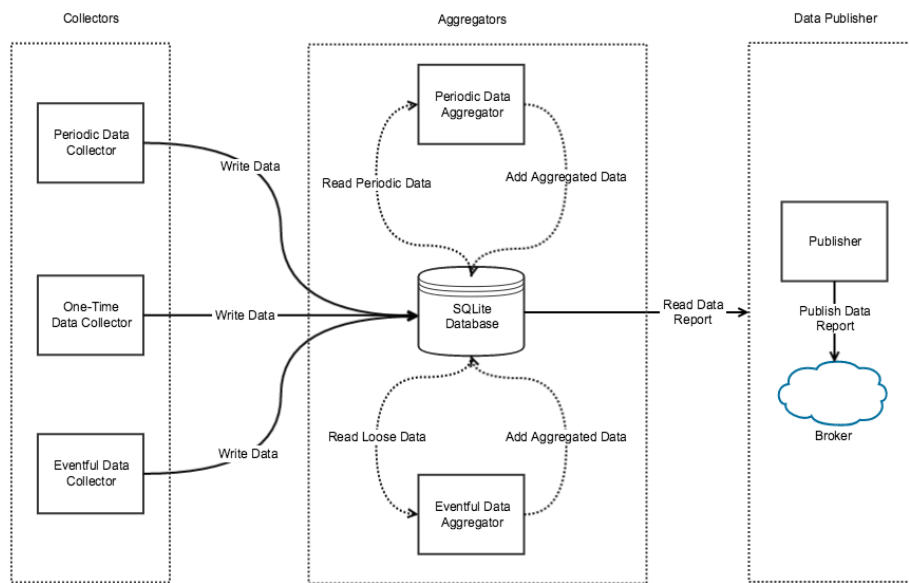 Collectors
Aggregators
Data Publisher
Periodic Data
Collector
Write Data
One-Time
Data Collector
Write Data
Eventful Data
Collector
Write Data
Periodic Data
Aggregator
Read Periodic Data
Add Aggregated Data
SQLite
Database
Read Loose Data
Add Aggregated Data
Eventful Data
Aggregator
Read Data
Report
Publisher
Publish Data
Report
Broker